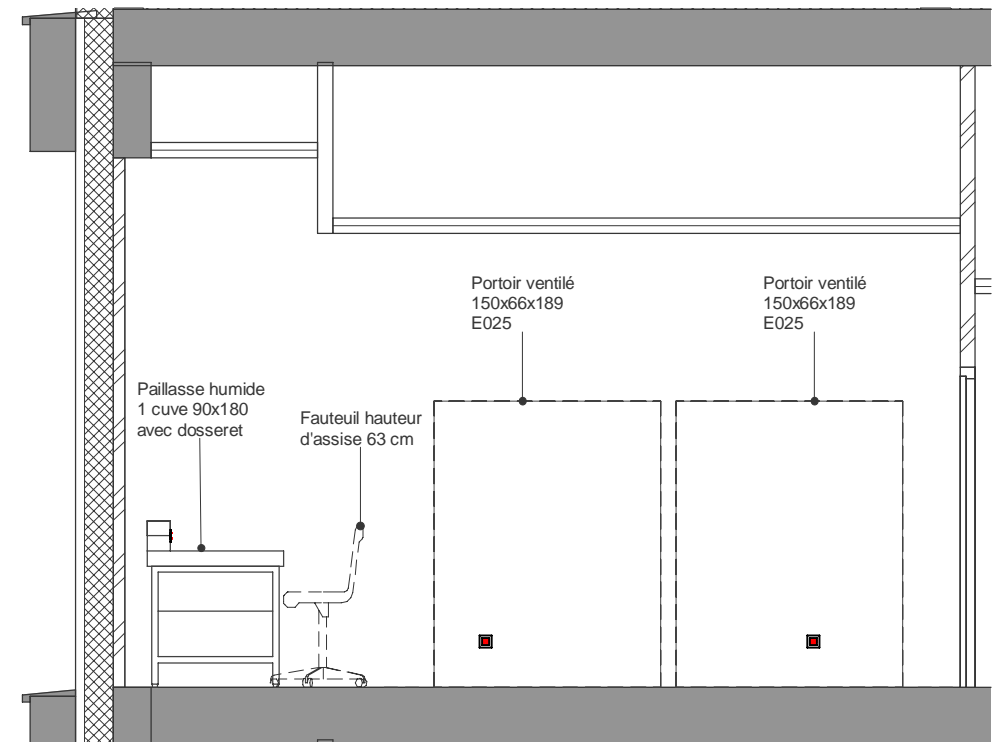 Portoir ventilé
150x66x189
E025
Portoir ventilé
150x66x189
E025
Paillasse humide
1 cuve 90x180
avec dosseret
Fauteuil hauteur
d'assise 63 cm